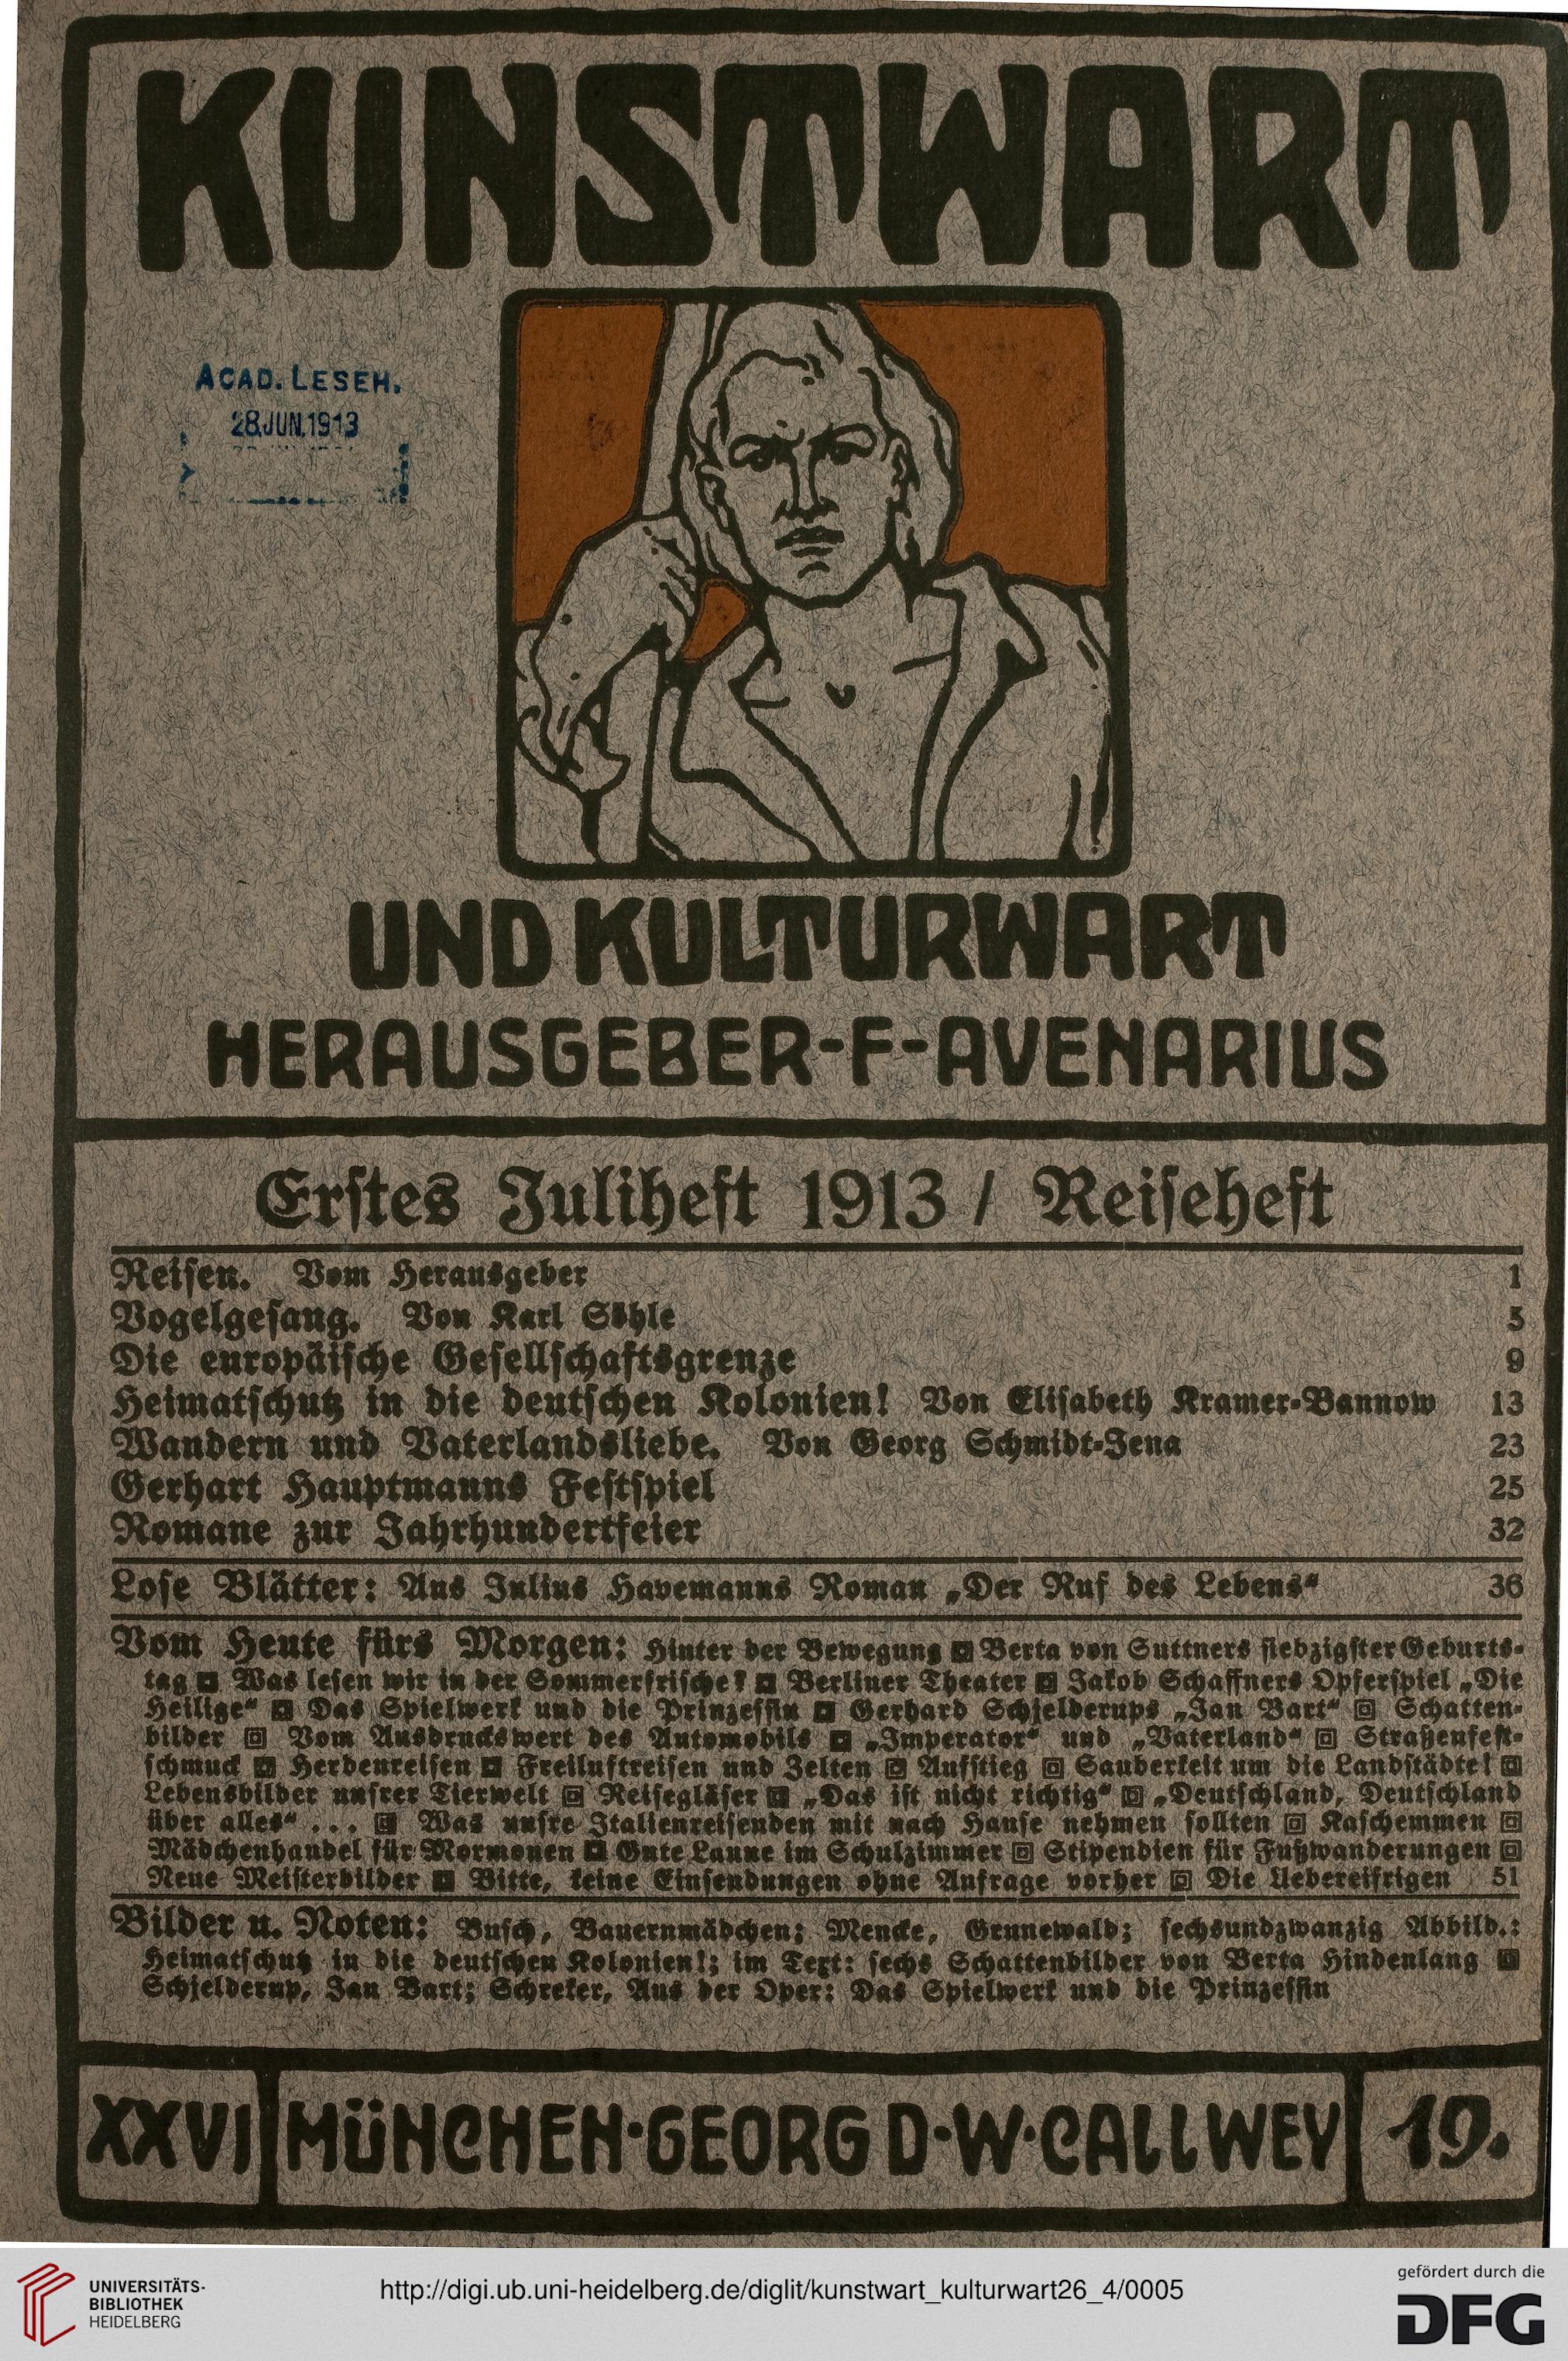 KUNSTWART
ACAD. LESEH.
28.JUN.1913
UND KULTURWART
HERAUSGEBER-F-AVENARIUS
Erstes Juliheft 1913 / Reiseheft
Reisen. Vom Herausgeber 1
Vogelgesang. Von Karl Söhle 5
Die europäische Gesellschaftsgrenze 9
Heimatschutz in die deutschen Kolonien! Von Elisabeth Kramer-Bannow 13
Wandern und Vaterlandsliebe. Von Georg Schmidt-Jena 23
Gerhart Hauptmanns Festspiel 25
Romane zur Jahrhundertfeier 32
Lose Blätter: Aus Julius Havemanns Roman „Der Ruf des Lebens“ 36
Vom Heute fürs Morgen: Hinter der Bewegung ▣ Berta von Suttners siebzigster Geburts-
tag ▣ Was lesen wir in der Sommerfrische? ▣ Berliner Theater ▣ Jakob Schaffners Opferspiel „Die
Heilige“ ▣ Das Spielwerk und die Prinzessin ▣ Gerhard Schjelderups „Jan Bart“ ▣ Schatten-
bilder ▣ Vom Ausdruckswert des Automobils ▣ „Imperator“ und „Vaterland“ ▣ Straßenfest-
schmuck ▣ Herdenreisen ▣ Freiluftreisen und Zelten ▣ Aufstieg ▣ Sauberkeit um die Landstädte! ▣
Lebensbilder unsrer Tierwelt ▣ Reisegläser ▣ „Das ist nicht richtig“ ▣ „Deutschland, Deutschland
über alles“ . . . ▣ Was unsre Italienreisenden mit nach Hause nehmen sollten ▣ Kaschemmen ▣
Mädchenhandel für Mormonen ▣ Gute Laune im Schulzimmer ▣ Stipendien für Fußwanderungen ▣
Neue Meisterbilder ▣ Bitte, keine Einsendungen ohne Anfrage vorher ▣ Die Uebereifrigen 51
Bilder u. Noten: Busch, Bauernmädchen; Mencke, Grunewald; sechsundzwanzig Abbild.:
Heimatschutz in die deutschen Kolonien!; im Text: sechs Schattenbilder von Berta Hindenlang ▣
Schjelderup, Jan Bart; Schreker, Aus der Oper: Das Spielwerk und die Prinzessin
XXVI MÜNCHEN·GEORG D·W·CALLWEY 19.
UNIVERSITÄTS-
BIBLIOTHEK
HEIDELBERG
http://digi.ub.uni-heidelberg.de/diglit/kunstwart_kulturwart26_4/0005
gefördert durch die
DFG